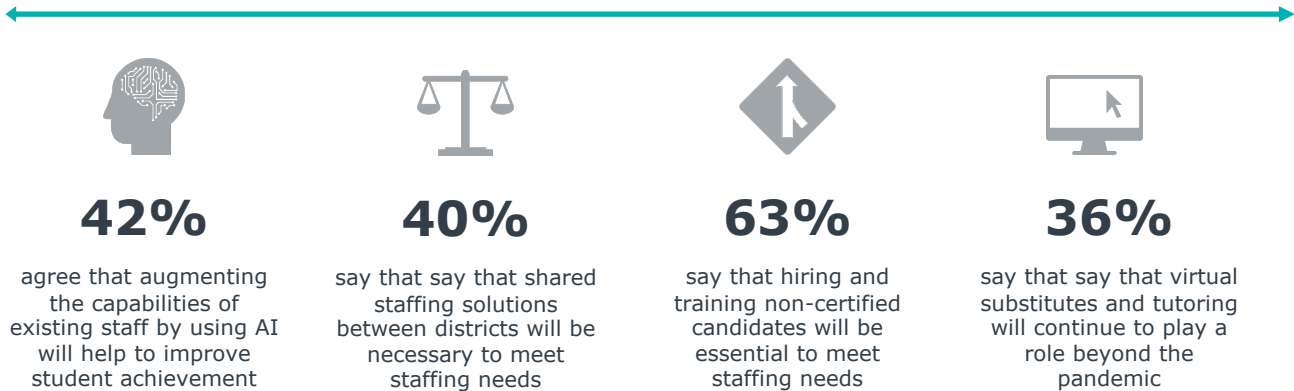 42%
agree that augmenting
the capabilities of
existing staff by using AI
will help to improve
student achievement
40%
say that say that shared
staffing solutions
between districts will be
necessary to meet
staffing needs
63%
say that hiring and
training non-certified
candidates will be
essential to meet
staffing needs
36%
say that say that virtual
substitutes and tutoring
will continue to play a
role beyond the
pandemic